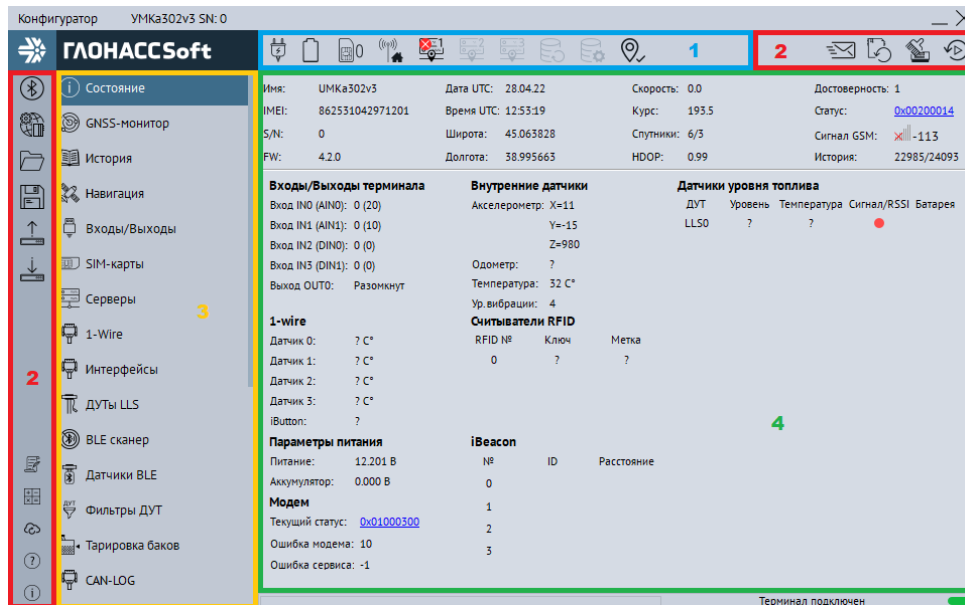 Конфигуратор УМКа302v3 SN: 0
ГЛОНАССSoft
0
1
1
2
2
Состояние
GNSS-монитор
История
Навигация
Входы/Выходы
SIM-карты
Серверы
3
1-Wire
Интерфейсы
ДУТы LLS
BLE сканер
Датчики BLE
Фильтры ДУТ
Тарировка баков
CAN-LOG
Имя: УМКа302v3 Дата UTC: 28.04.22 Скорость: 0.0 Достоверность: 1
IMEI: 862531042971201 Время UTC: 12:53:19 Курс: 193.5 Статус: 0x00200014
S/N: 0 Широта: 45.063828 Спутники: 6/3 Сигнал GSM: -113
FW: 4.2.0 Долгота: 38.995663 HDOP: 0.99 История: 22985/24093
Входы/Выходы терминала Внутренние датчики Датчики уровня топлива
Вход IN0 (AIN0): 0 (20) Акселерометр: X=11 ДУТ Уровень Температура Сигнал/RSSI Батарея
Вход IN1 (AIN1): 0 (10) Y=-15 LLS0 ? ?
Вход IN2 (DIN0): 0 (0) Z=980
Вход IN3 (DIN1): 0 (0) Одометр: ?
Выход OUT0: Разомкнут Температура: 32 C°
Ур.вибрации: 4
1-wire Считыватели RFID
Датчик 0: ? C° RFID № Ключ Метка
Датчик 1: ? C° 0 ? ?
Датчик 2: ? C°
Датчик 3: ? C°
iButton: ?
4
Параметры питания iBeacon
Питание: 12.201 В № ID Расстояние
Аккумулятор: 0.000 В 0
Модем 1
Текущий статус: 0x01000300 2
Ошибка модема: 10 3
Ошибка сервиса: -1
Терминал подключен